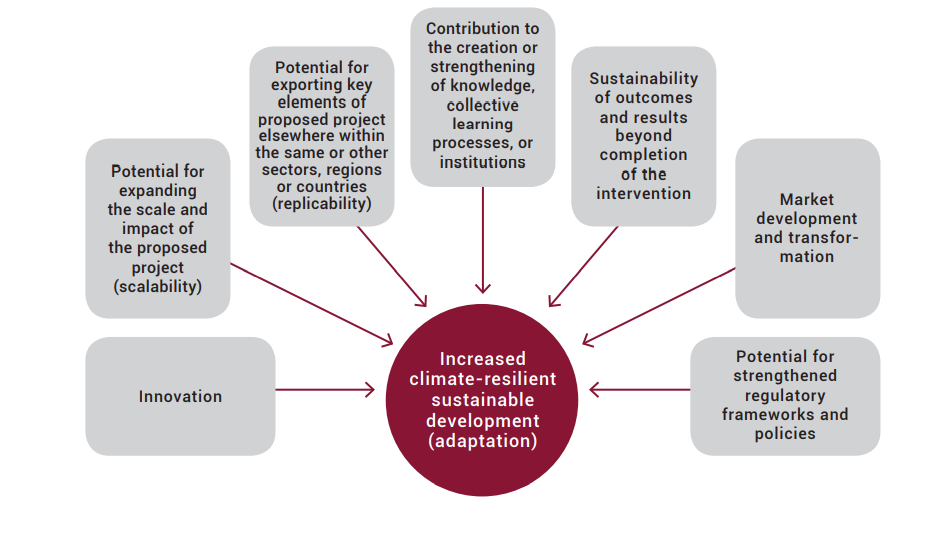 Contribution to
the creation or
strengthening
of knowledge,
collective
learning
processes, or
institutions
Potential for
exporting key
elements of
proposed project
elsewhere within
the same or other
sectors, regions
or countries
(replicability)
Sustainability
of outcomes
and results
beyond
completion
of the
intervention
Potential for
expanding
the scale and
impact of
the proposed
project
(scalability)
Market
development
and transfor-
mation
Innovation
Increased
climate-resilient
sustainable
development
(adaptation)
Potential for
strengthened
regulatory
frameworks and
policies